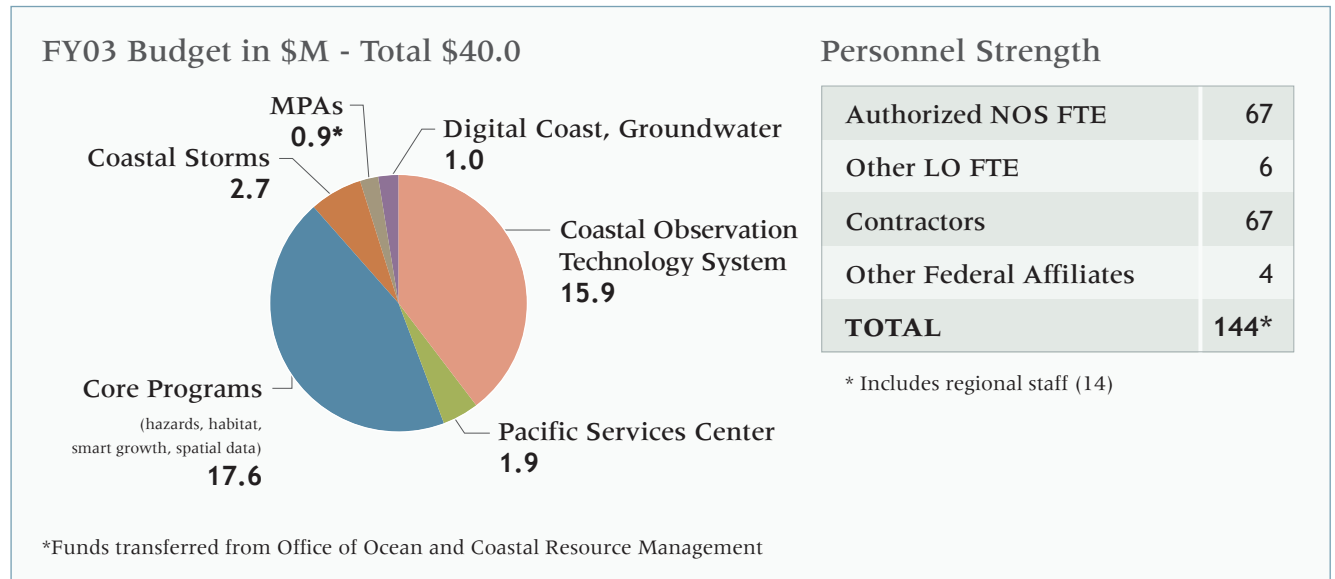 FY03 Budget in $M - Total $40.0
MPAs
0.9*
Digital Coast, Groundwater
1.0
Coastal Storms
2.7
Coastal Observation
Technology System
15.9
Core Programs
(hazards, habitat,
smart growth, spatial data)
17.6
Pacific Services Center
1.9
*Funds transferred from Office of Ocean and Coastal Resource Management
Personnel Strength
Authorized NOS FTE 67
Other LO FTE 6
Contractors 67
Other Federal Affiliates 4
TOTAL 144*
* Includes regional staff (14)